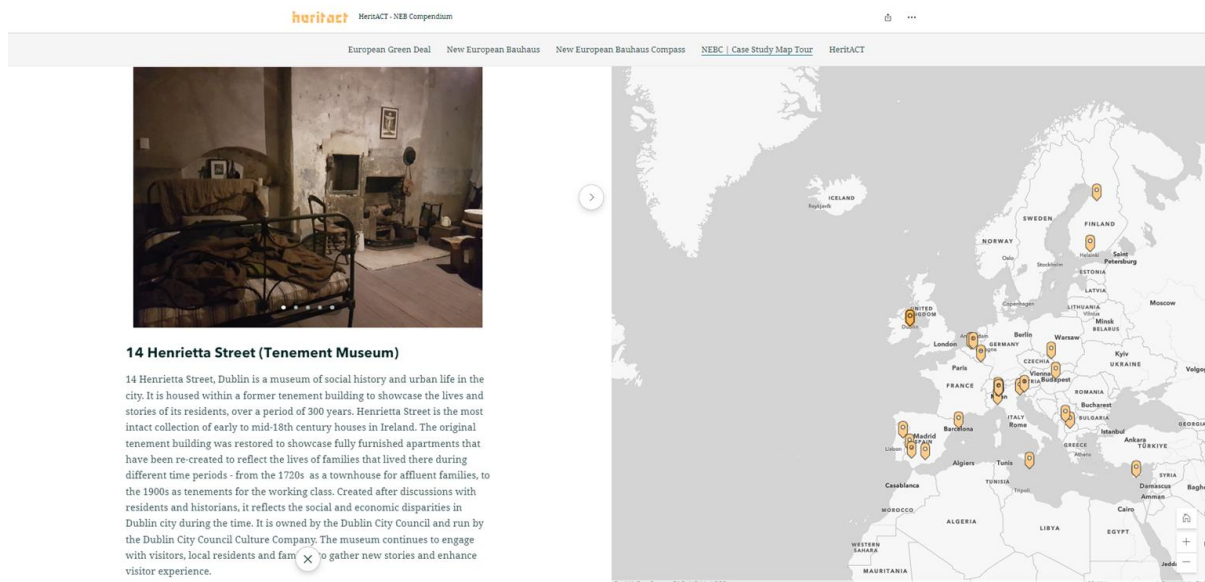 heritact HeritACT - NEB Compendium
European Green Deal New European Bauhaus New European Bauhaus Compass NEBC | Case Study Map Tour HeritACT
14 Henrietta Street (Tenement Museum)
14 Henrietta Street, Dublin is a museum of social history and urban life in the
city. It is housed within a former tenement building to showcase the lives and
stories of its residents, over a period of 300 years. Henrietta Street is the most
intact collection of early to mid-18th century houses in Ireland. The original
tenement building was restored to showcase fully furnished apartments that
have been re-created to reflect the lives of families that lived there during
different time periods - from the 1720s as a townhouse for affluent families, to
the 1900s as tenements for the working class. Created after discussions with
residents and historians, it reflects the social and economic disparities in
Dublin city during the time. It is owned by the Dublin City Council and run by
the Dublin City Council Culture Company. The museum continues to engage
with visitors, local residents and to gather new stories and enhance
visitor experience.
ICELAND
Reykjavík
SWEDEN
FINLAND
NORWAY
Helsinki
Saint
Petersburg
Oslo
Stockholm
ESTONIA
LATVIA
Moscow
Copenhagen
LITHUANIA
Vilnius
UNITED
Dublin
Minsk
BELARUS
Berlin
Warsaw
London
GERMANY
Kyiv
UKRAINE
CZECHIA
Paris
Vienna
Budapest
FRANCE
ROMANIA
Bucharest
ITALY
Rome
BULGARIA
Barcelona
Istanbul
Madrid
Ankara
TÜRKIYE
Lisbon
GREECE
Athens
Algiers
Tunis
SYRIA
Casablanca
TUNISIA
Damascus
Tripoli
Amman
MOROCCO
Cairo
ALGERIA
LIBYA
EGYPT
WESTERN
SAHARA
MAURITANIA